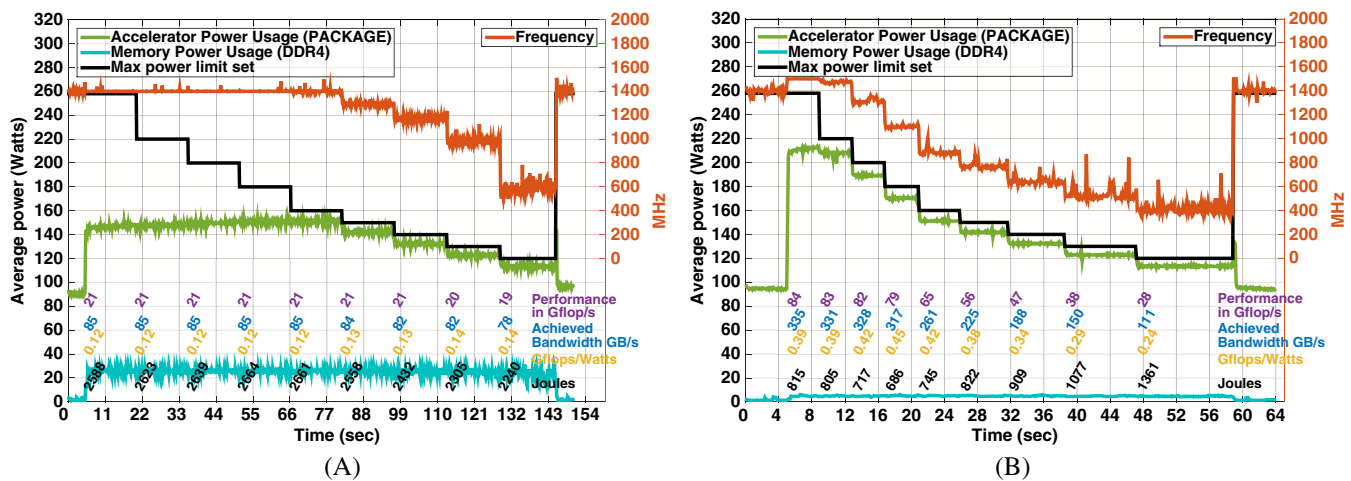 320
300
280
260
240
220
200
180
160
140
120
100
80
60
40
20
0
Average power (Watts)
Accelerator Power Usage (PACKAGE)
Memory Power Usage (DDR4)
Max power limit set
Frequency
2000
1800
1600
1400
1200
1000
800
600
400
200
0
MHz
21 21 21 21 21 21 21 20 19
Performance in Gflop/s
85 85 85 85 85 84 82 82 78
Achieved Bandwidth GB/s
0.12 0.12 0.12 0.12 0.12 0.13 0.13 0.14 0.14
Gflops/Watts
2588 2623 2639 2664 2661 2558 2432 2305 2240
Joules
0 11 22 33 44 55 66 77 88 99 110 121 132 143 154
Time (sec)
(A)
320
300
280
260
240
220
200
180
160
140
120
100
80
60
40
20
0
Average power (Watts)
Accelerator Power Usage (PACKAGE)
Memory Power Usage (DDR4)
Max power limit set
Frequency
2000
1800
1600
1400
1200
1000
800
600
400
200
0
MHz
84 83 82 79 65 56 47 38 28
Performance in Gflop/s
335 331 328 317 261 225 188 150 111
Achieved Bandwidth GB/s
0.39 0.39 0.42 0.45 0.42 0.38 0.34 0.29 0.24
Gflops/Watts
815 805 717 686 745 822 909 1077 1361
Joules
0 4 8 12 16 20 24 28 32 36 40 44 48 52 56 60 64
Time (sec)
(B)